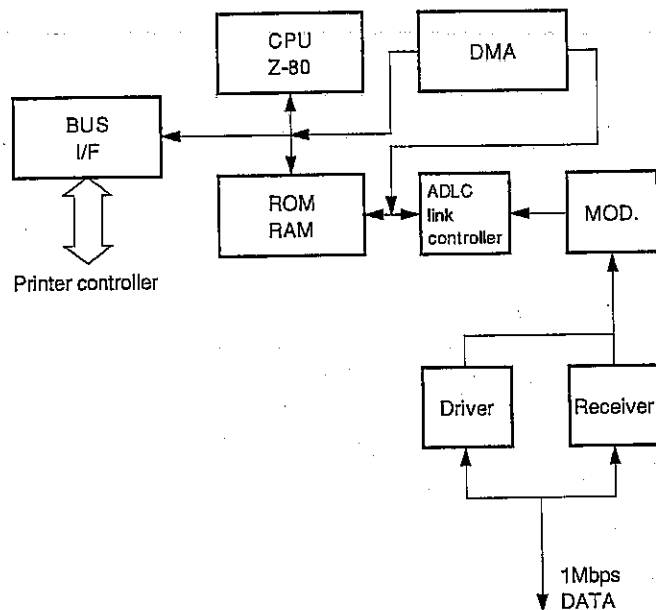 CPU
Z-80
DMA
BUS
I/F
ROM
RAM
ADLC
link
controller
MOD.
Printer controller
Driver
Receiver
1Mbps
DATA